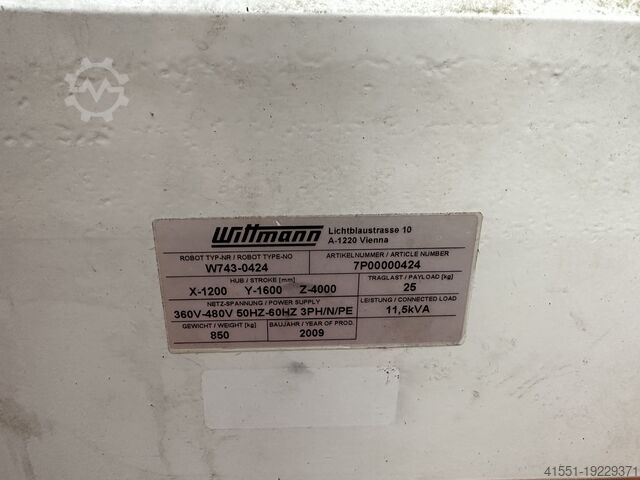 Wittmann
Lichtblaustrasse 10
A-1220 Vienna
ROBOT TYP-NR / ROBOT TYPE-NO
ARTIKELNUMMER / ARTICLE NUMBER
W743-0424
7P00000424
HUB / STROKE [mm]
TRAGLAST / PAYLOAD [kg]
X-1200 Y-1600 Z-4000
25
NETZ-SPANNUNG / POWER SUPPLY
LEISTUNG / CONNECTED LOAD
360V-480V 50HZ-60HZ 3PH/N/PE
11,5kVA
GEWICHT / WEIGHT [kg]
BAUJAHR / YEAR OF PROD.
850
2009
41551-19229371